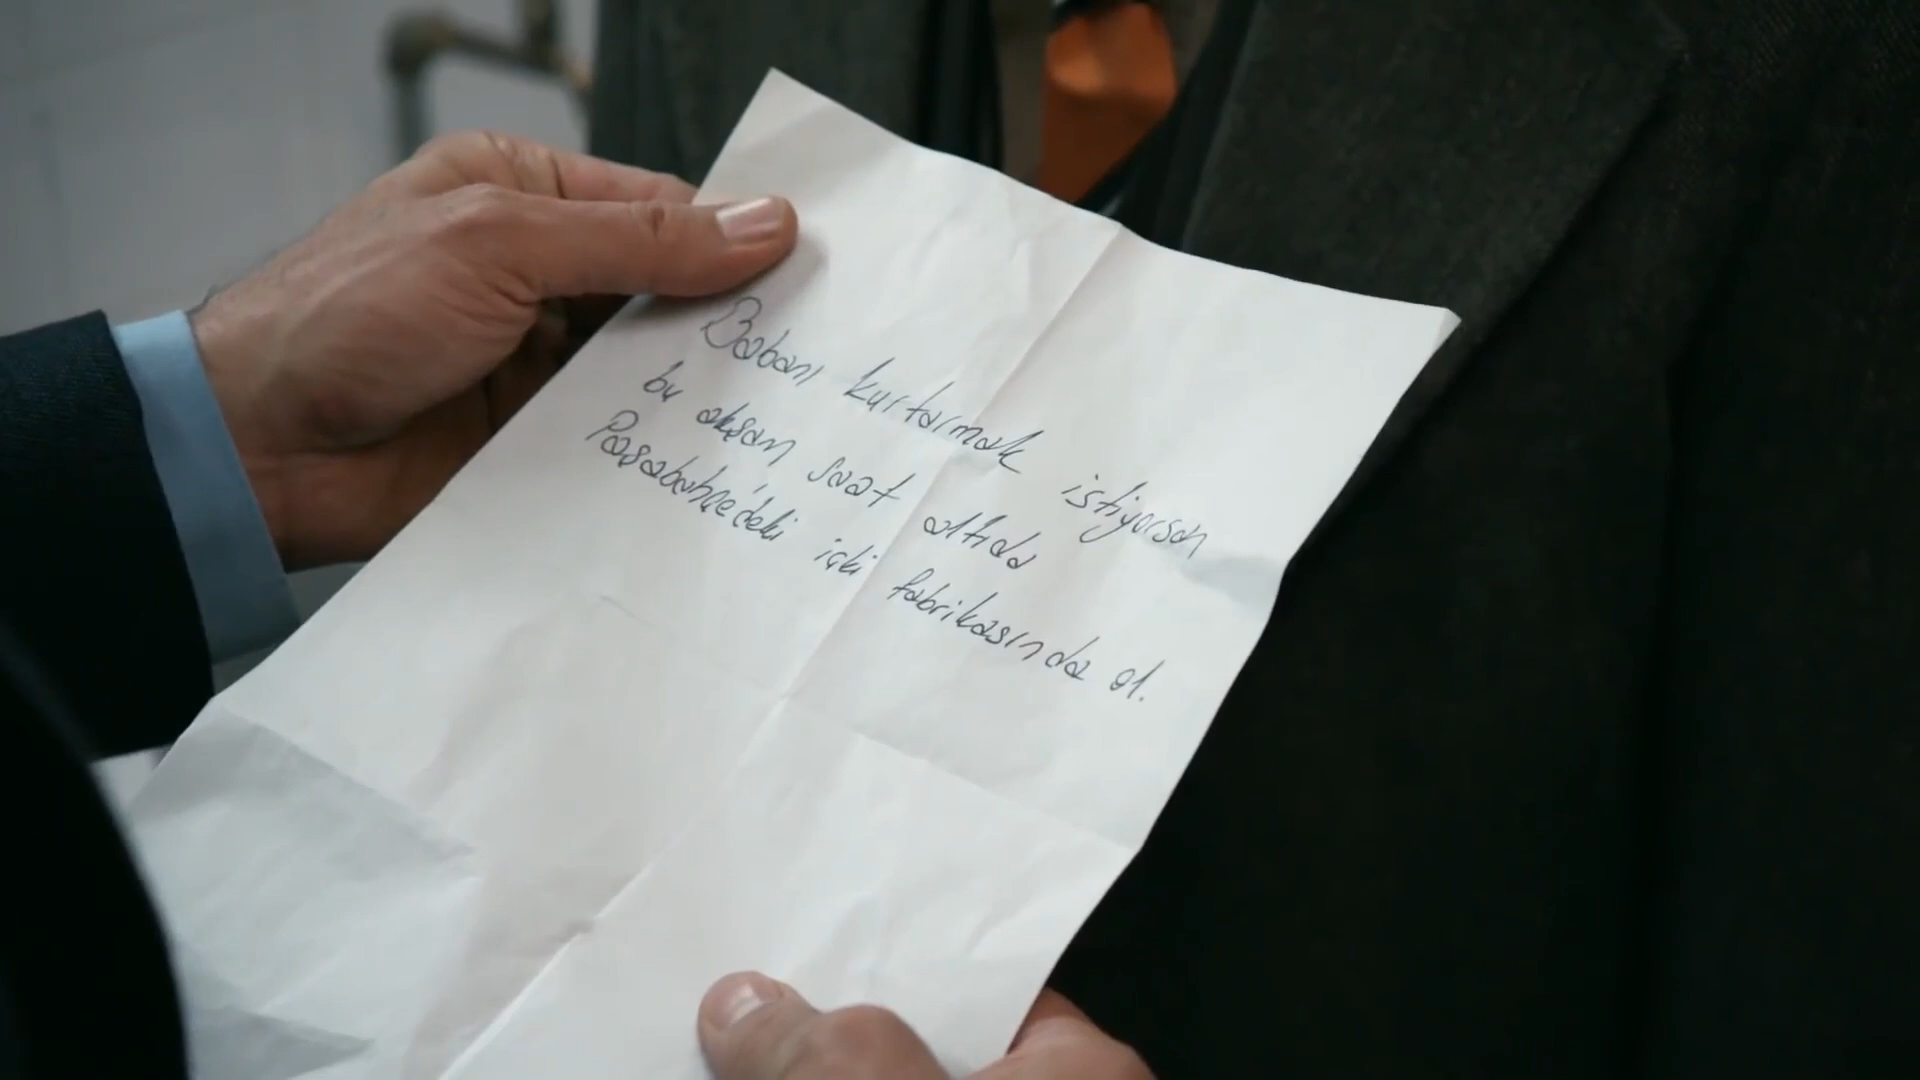 Babanı kurtarmak istiyorsan
bu akşam saat altıda
Paşabahçe'deki içki fabrikasında ol.